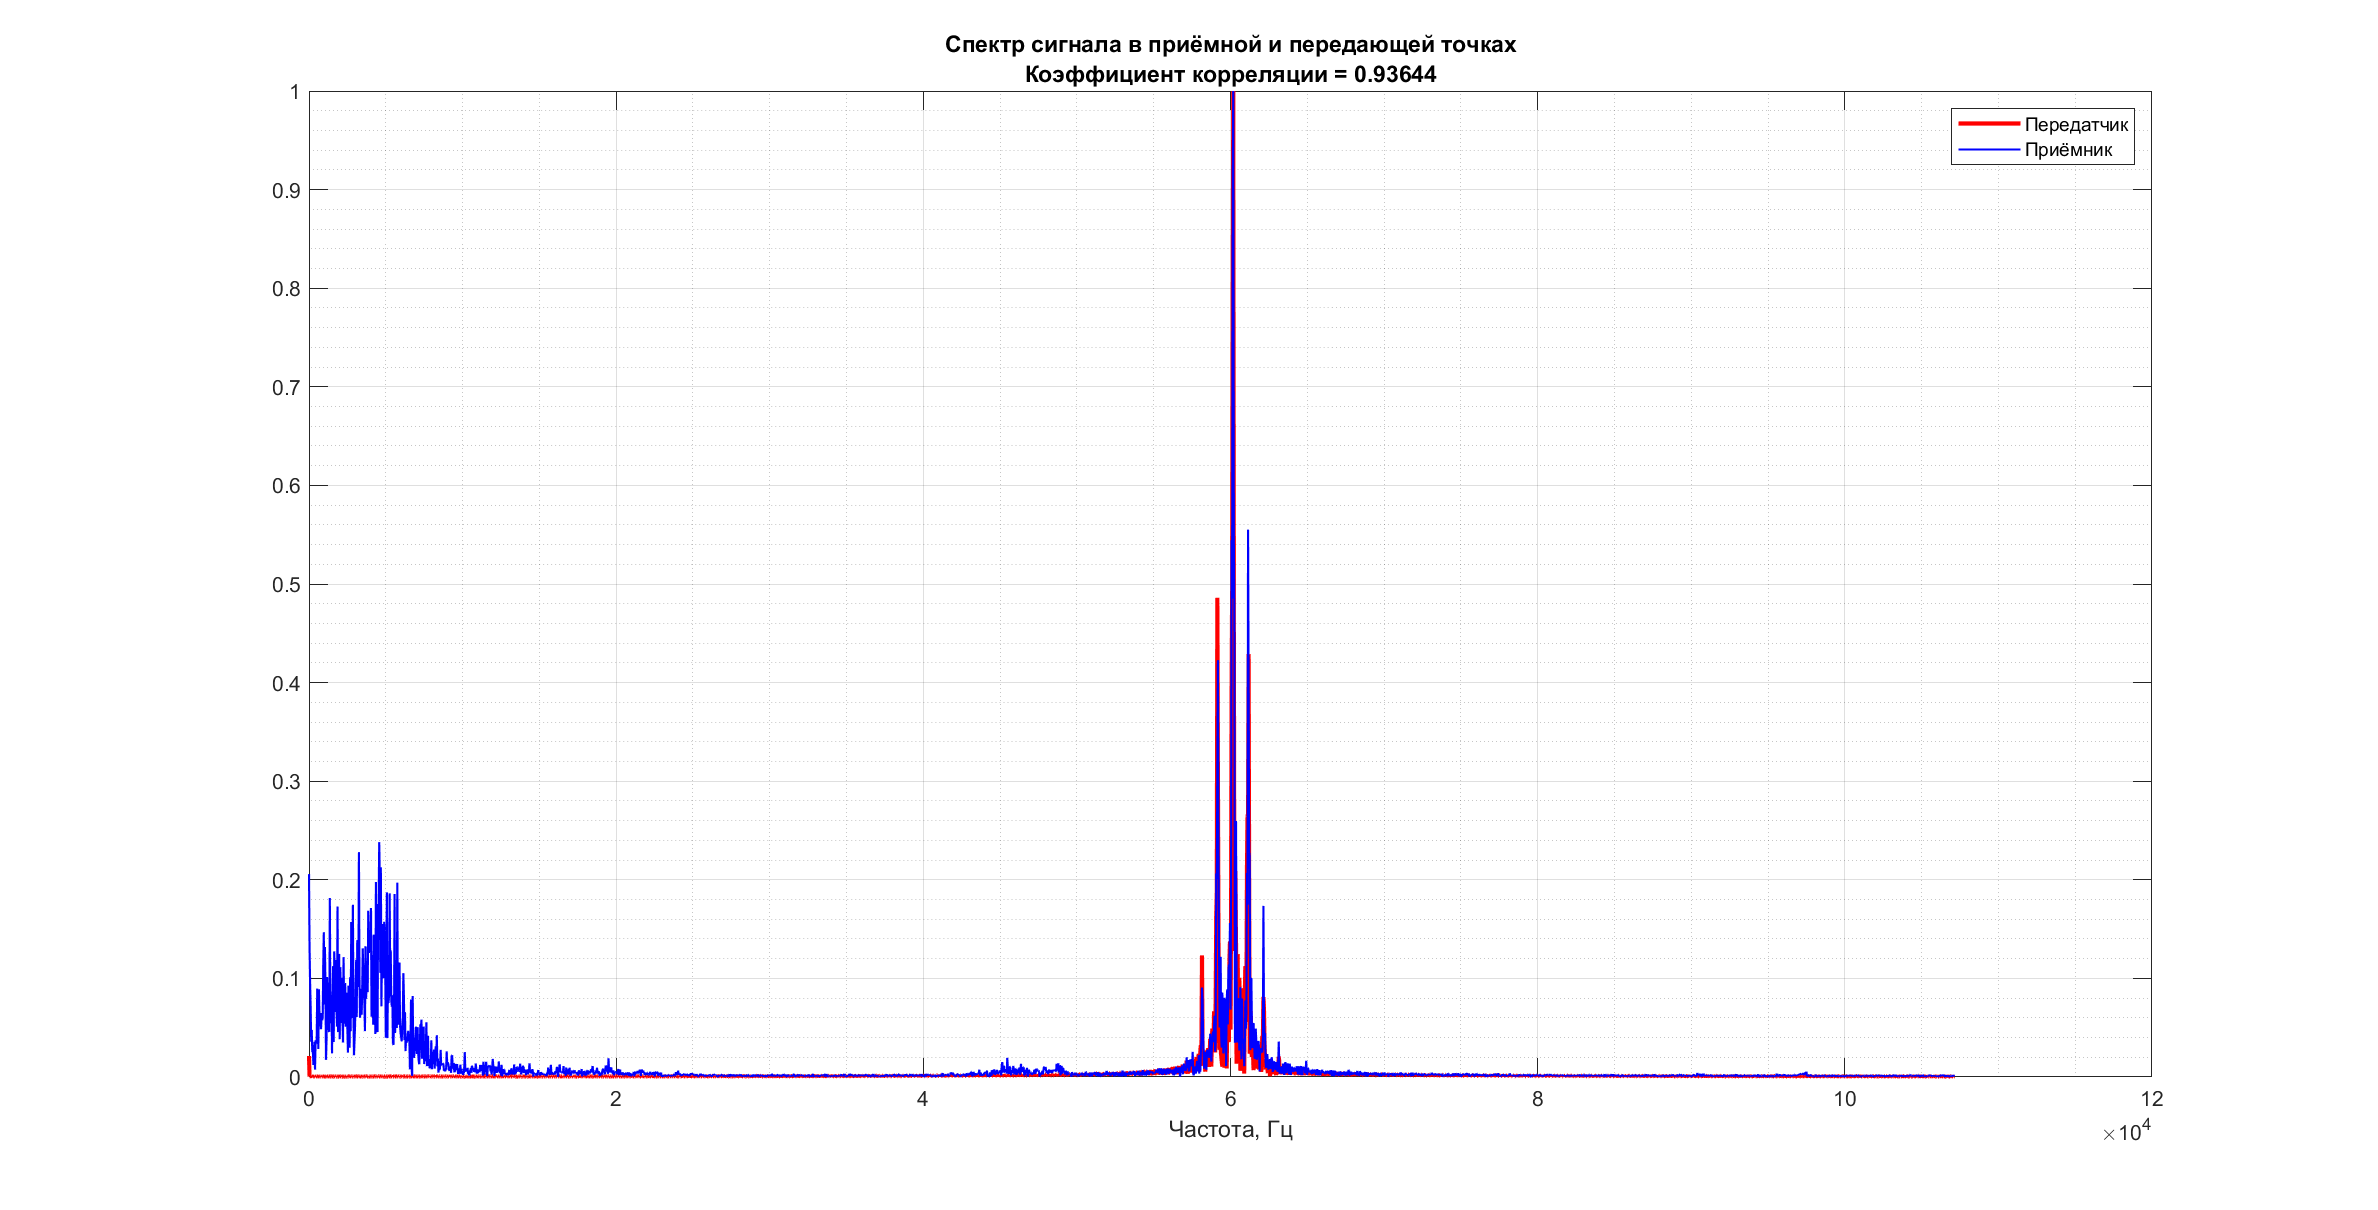 Спектр сигнала в приёмной и передающей точках
Коэффициент корреляции = 0.93644
1
0.9
0.8
0.7
0.6
0.5
0.4
0.3
0.2
0.1
0
Передатчик
Приёмник
0 2 4 6 8 10 12
×10⁴
Частота, Гц